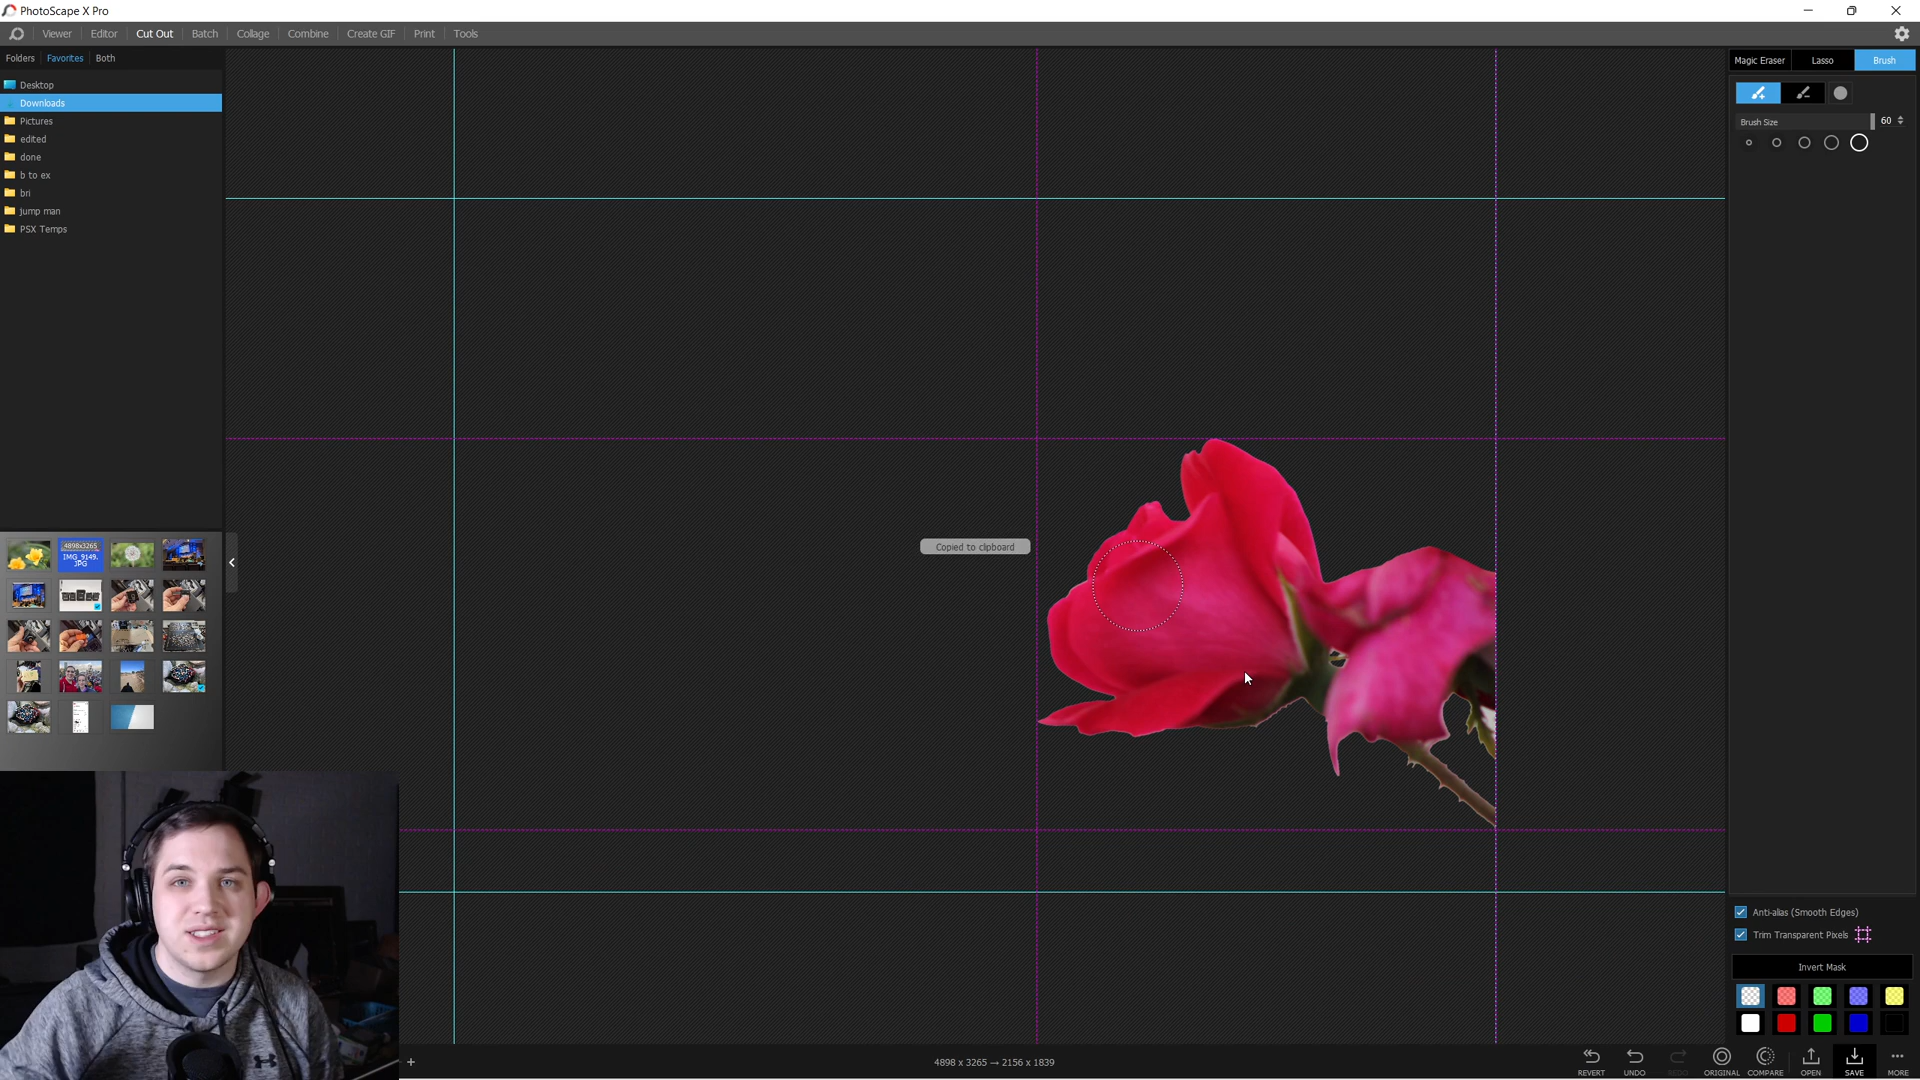 PhotoScape X Pro
Viewer Editor Cut Out Batch Collage Combine Create GIF Print Tools
Folders Favorites Both
Magic Eraser Lasso Brush
Desktop
Downloads
Pictures
edited
done
b to ex
bri
jump man
PSX Temps
Brush Size 60
4898x3265
IMG_9149.
JPG
Copied to clipboard
Anti-alias (Smooth Edges)
Trim Transparent Pixels
Invert Mask
+ 4898 x 3265 → 2156 x 1839
REVERT UNDO REDO ORIGINAL COMPARE OPEN SAVE MORE